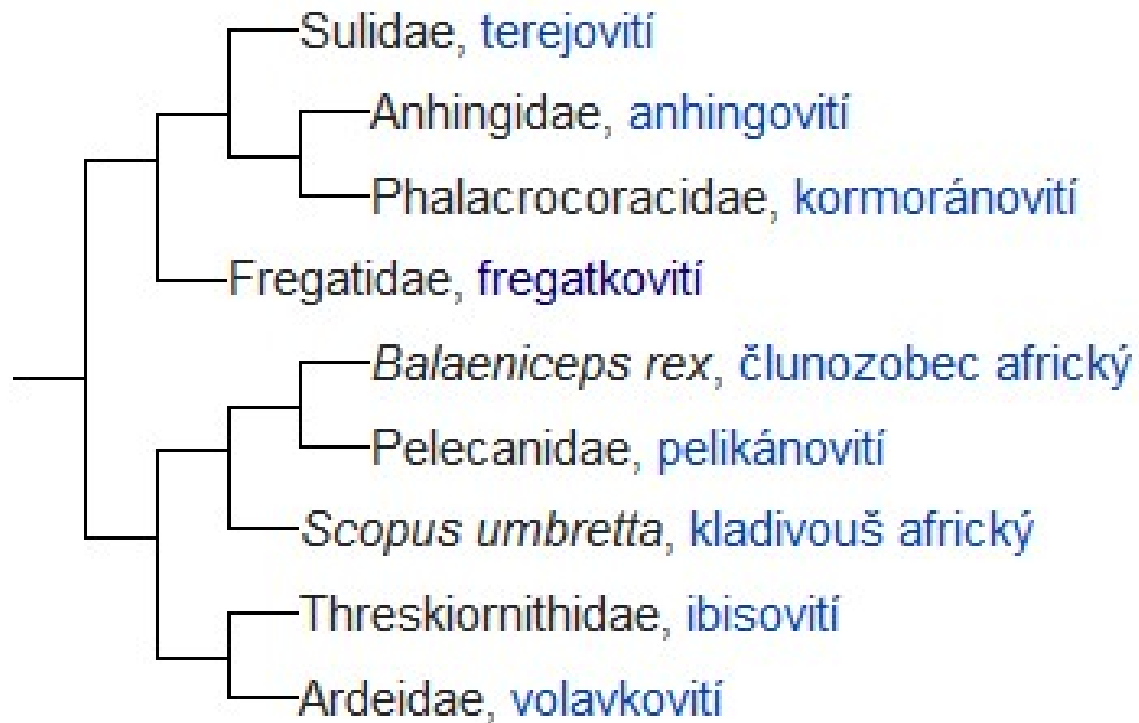 Sulidae, terejovití
Anhingidae, anhingovití
Phalacrocoracidae, kormoránovití
Fregatidae, fregatkovití
Balaeniceps rex, člunozobec africký
Pelecanidae, pelikánovití
Scopus umbretta, kladivouš africký
Threskiornithidae, ibisovití
Ardeidae, volavkovití